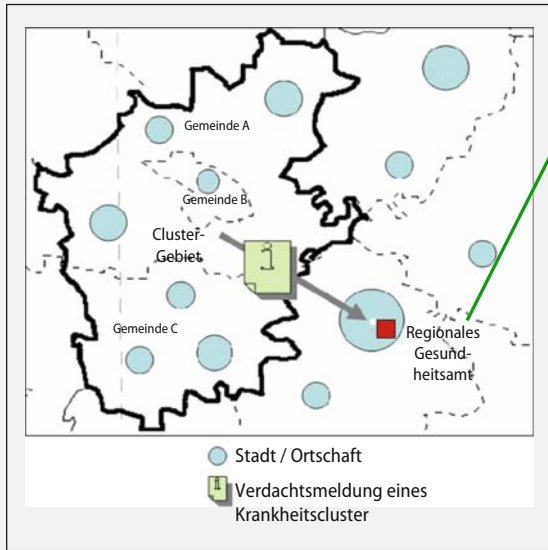 Gemeinde A
Gemeinde B
Cluster-
Gebiet
i
Gemeinde C
Regionales
Gesund-
heitsamt
Stadt / Ortschaft
i
Verdachtsmeldung eines
Krankheitscluster